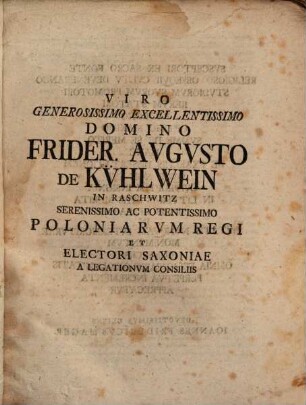 VIRO
GENEROSISSIMO EXCELLENTISSIMO
DOMINO
FRIDER. AVGVSTO
DE KÜHLWEIN
IN RASCHWITZ
SERENISSIMO AC POTENTISSIMO
POLONIARVM REGI
ET
ELECTORI SAXONIAE
A LEGATIONVM CONSILIIS